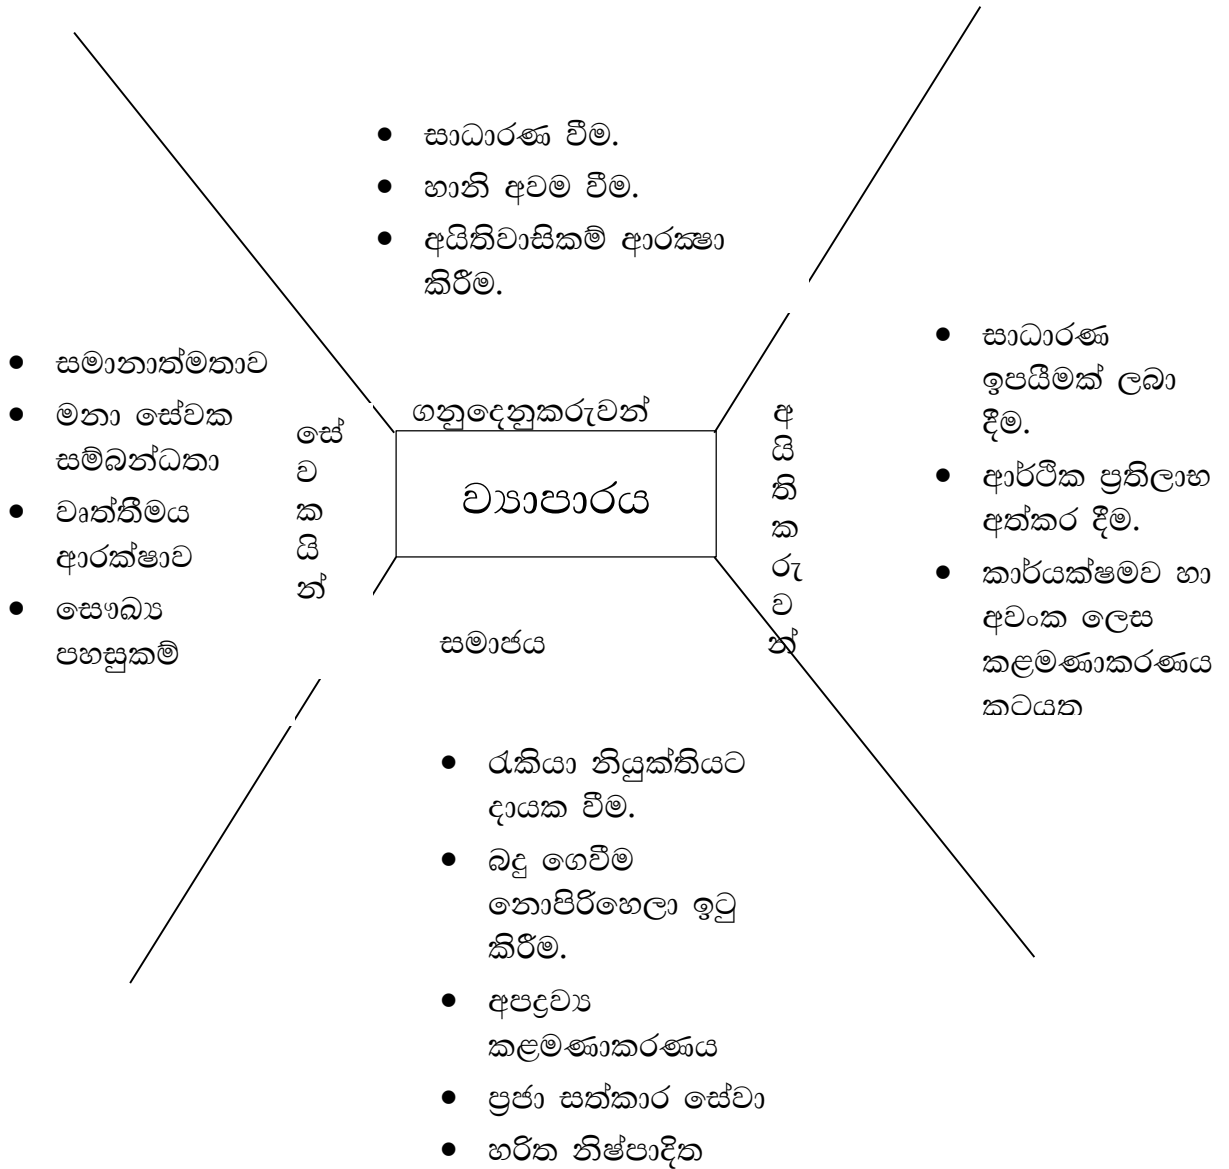 • සාධාරණ වීම.
• හානි අවම වීම.
• අයිතිවාසිකම් ආරක්‍ෂා
කිරීම.
• සමානාත්මතාව
• මනා සේවක
සම්බන්ධතා
• වෘත්තීමය
ආරක්ෂාව
• සෞඛ්‍ය
පහසුකම්
සේ
ව
ක
යි
න්
ගනුදෙනුකරුවන්
ව්‍යාපාරය
සමාජය
අ
යි
ති
ක
රු
ව
න්
• සාධාරණ
ඉපයීමක් ලබා
දීම.
• ආර්ථික ප්‍රතිලාභ
අත්කර දීම.
• කාර්යක්ෂමව හා
අවංක ලෙස
කළමණාකරණය
• රැකියා නියුක්තියට
දායක වීම.
• බදු ගෙවීම
නොපිරිහෙලා ඉටු
කිරීම.
• අපද්‍රව්‍ය
කළමණාකරණය
• ප්‍රජා සත්කාර සේවා
• හරිත නිෂ්පාදිත